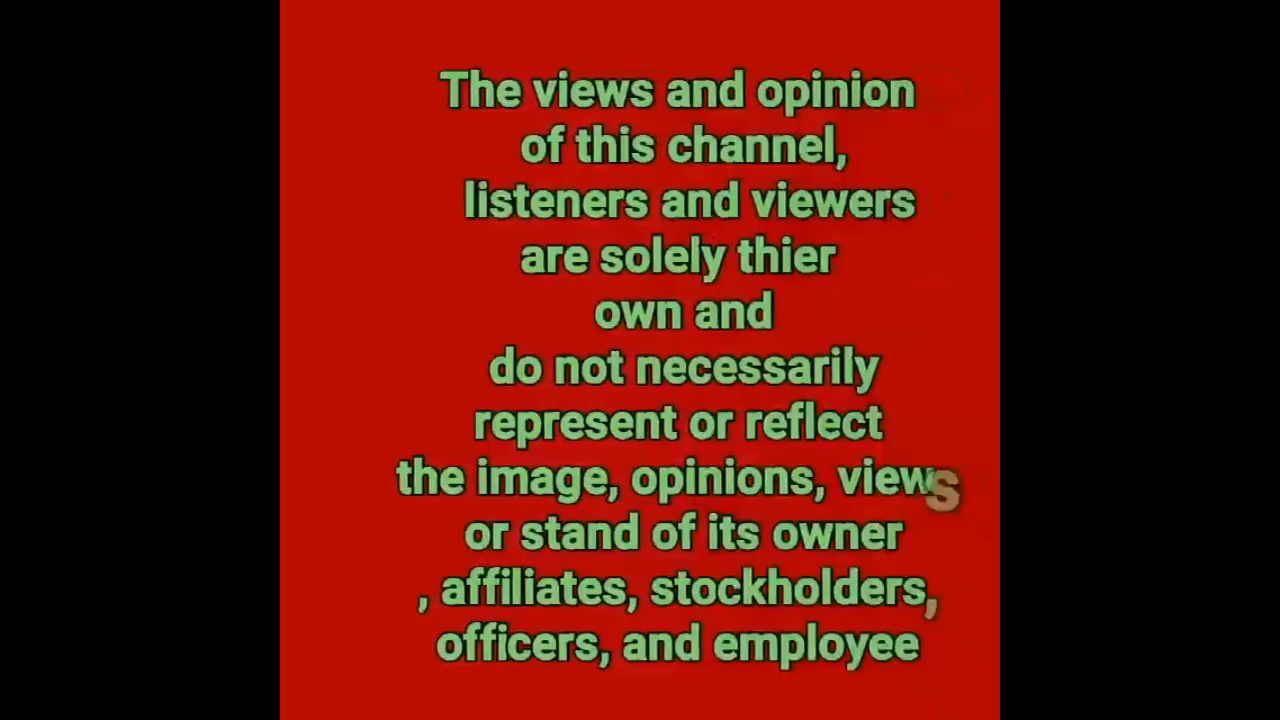 The views and opinion
of this channel,
listeners and viewers
are solely thier
own and
do not necessarily
represent or reflect
the image, opinions, views
or stand of its owner
, affiliates, stockholders,
officers, and employee